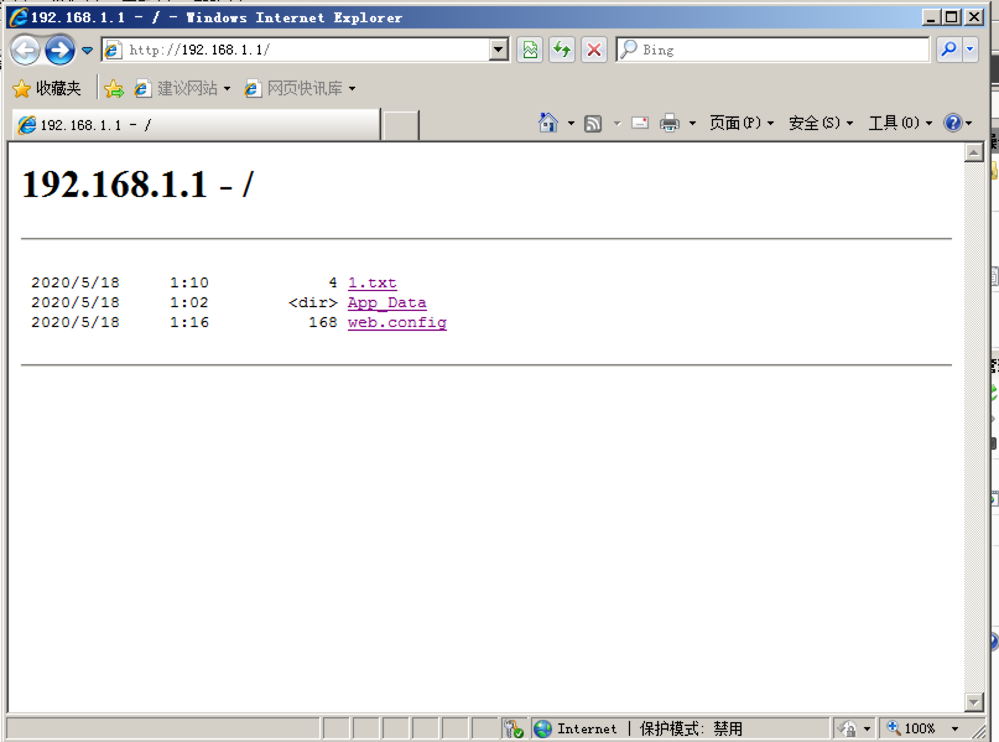 192.168.1.1 - / - Windows Internet Explorer
http://192.168.1.1/
Bing
收藏夹 建议网站 网页快讯库
192.168.1.1 - /
页面(P) 安全(S) 工具(O)
192.168.1.1 - /
2020/5/18 1:10 4 1.txt
2020/5/18 1:02 <dir> App_Data
2020/5/18 1:16 168 web.config
Internet | 保护模式: 禁用
100%